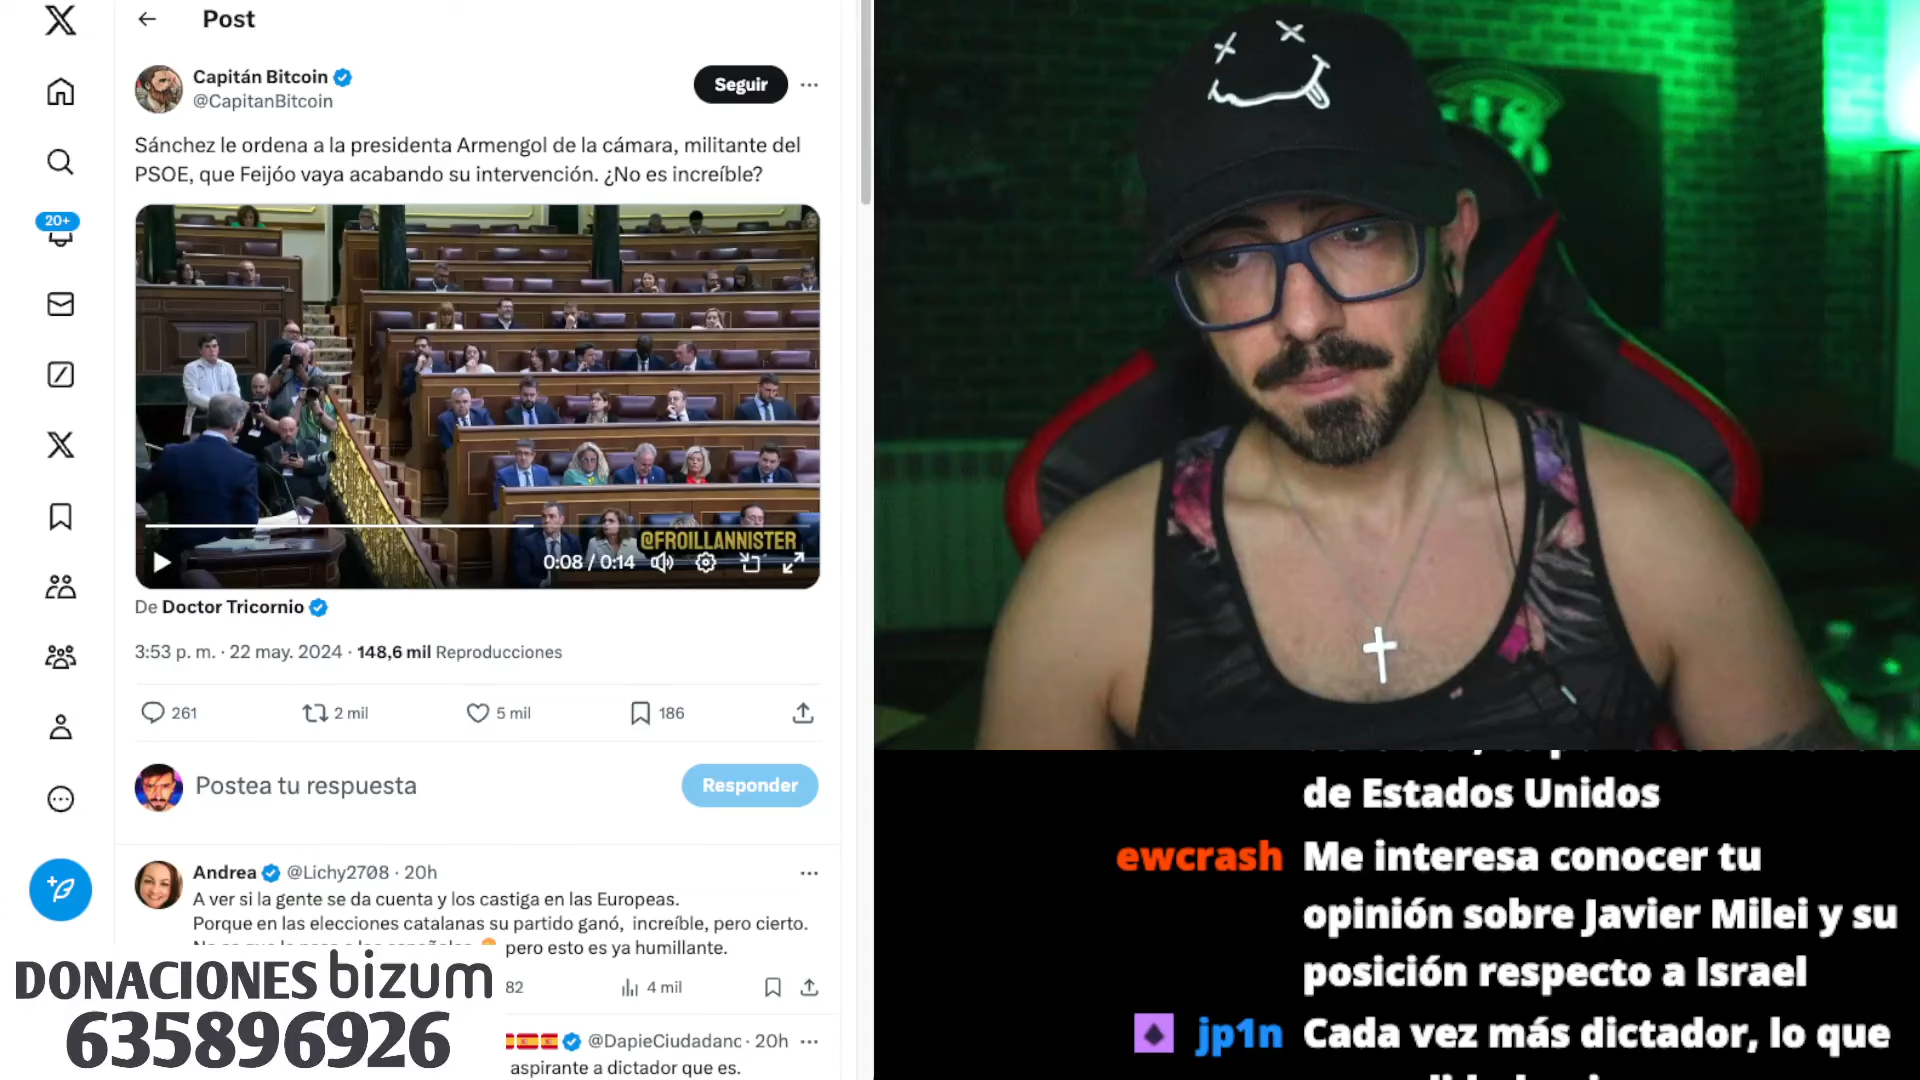 Post
Capitán Bitcoin
@CapitanBitcoin
Seguir
Sánchez le ordena a la presidenta Armengol de la cámara, militante del
PSOE, que Feijóo vaya acabando su intervención. ¿No es increíble?
20+
@FROILLANNISTER
0:08 / 0:14
De Doctor Tricornio
3:53 p. m. · 22 may. 2024 · 148,6 mil Reproducciones
261
2 mil
5 mil
186
Postea tu respuesta
Responder
Andrea @Lichy2708 · 20h
A ver si la gente se da cuenta y los castiga en las Europeas.
Porque en las elecciones catalanas su partido ganó, increíble, pero cierto.
pero esto es ya humillante.
82
4 mil
@DapieCiudadanc · 20h
aspirante a dictador que es.
DONACIONES bizum
635896926
de Estados Unidos
ewcrash Me interesa conocer tu
opinión sobre Javier Milei y su
posición respecto a Israel
jp1n Cada vez más dictador, lo que